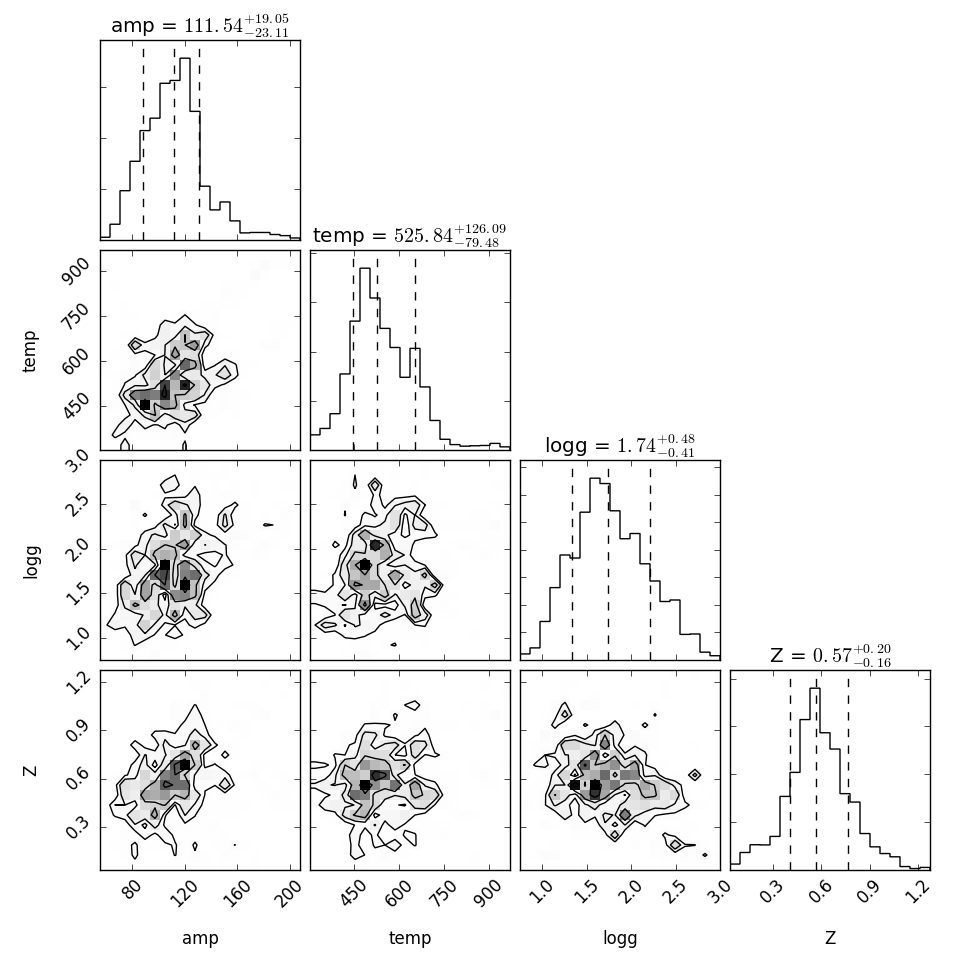 amp = 111.54+19.05−23.11
temp = 525.84+126.09−79.48
900
750
600
450
temp
logg = 1.74+0.48−0.41
3.0
2.5
2.0
1.5
1.0
logg
Z = 0.57+0.20−0.16
1.2
0.9
0.6
0.3
Z
80 120 160 200 450 600 750 900 1.0 1.5 2.0 2.5 3.0 0.3 0.6 0.9 1.2
amp temp logg Z